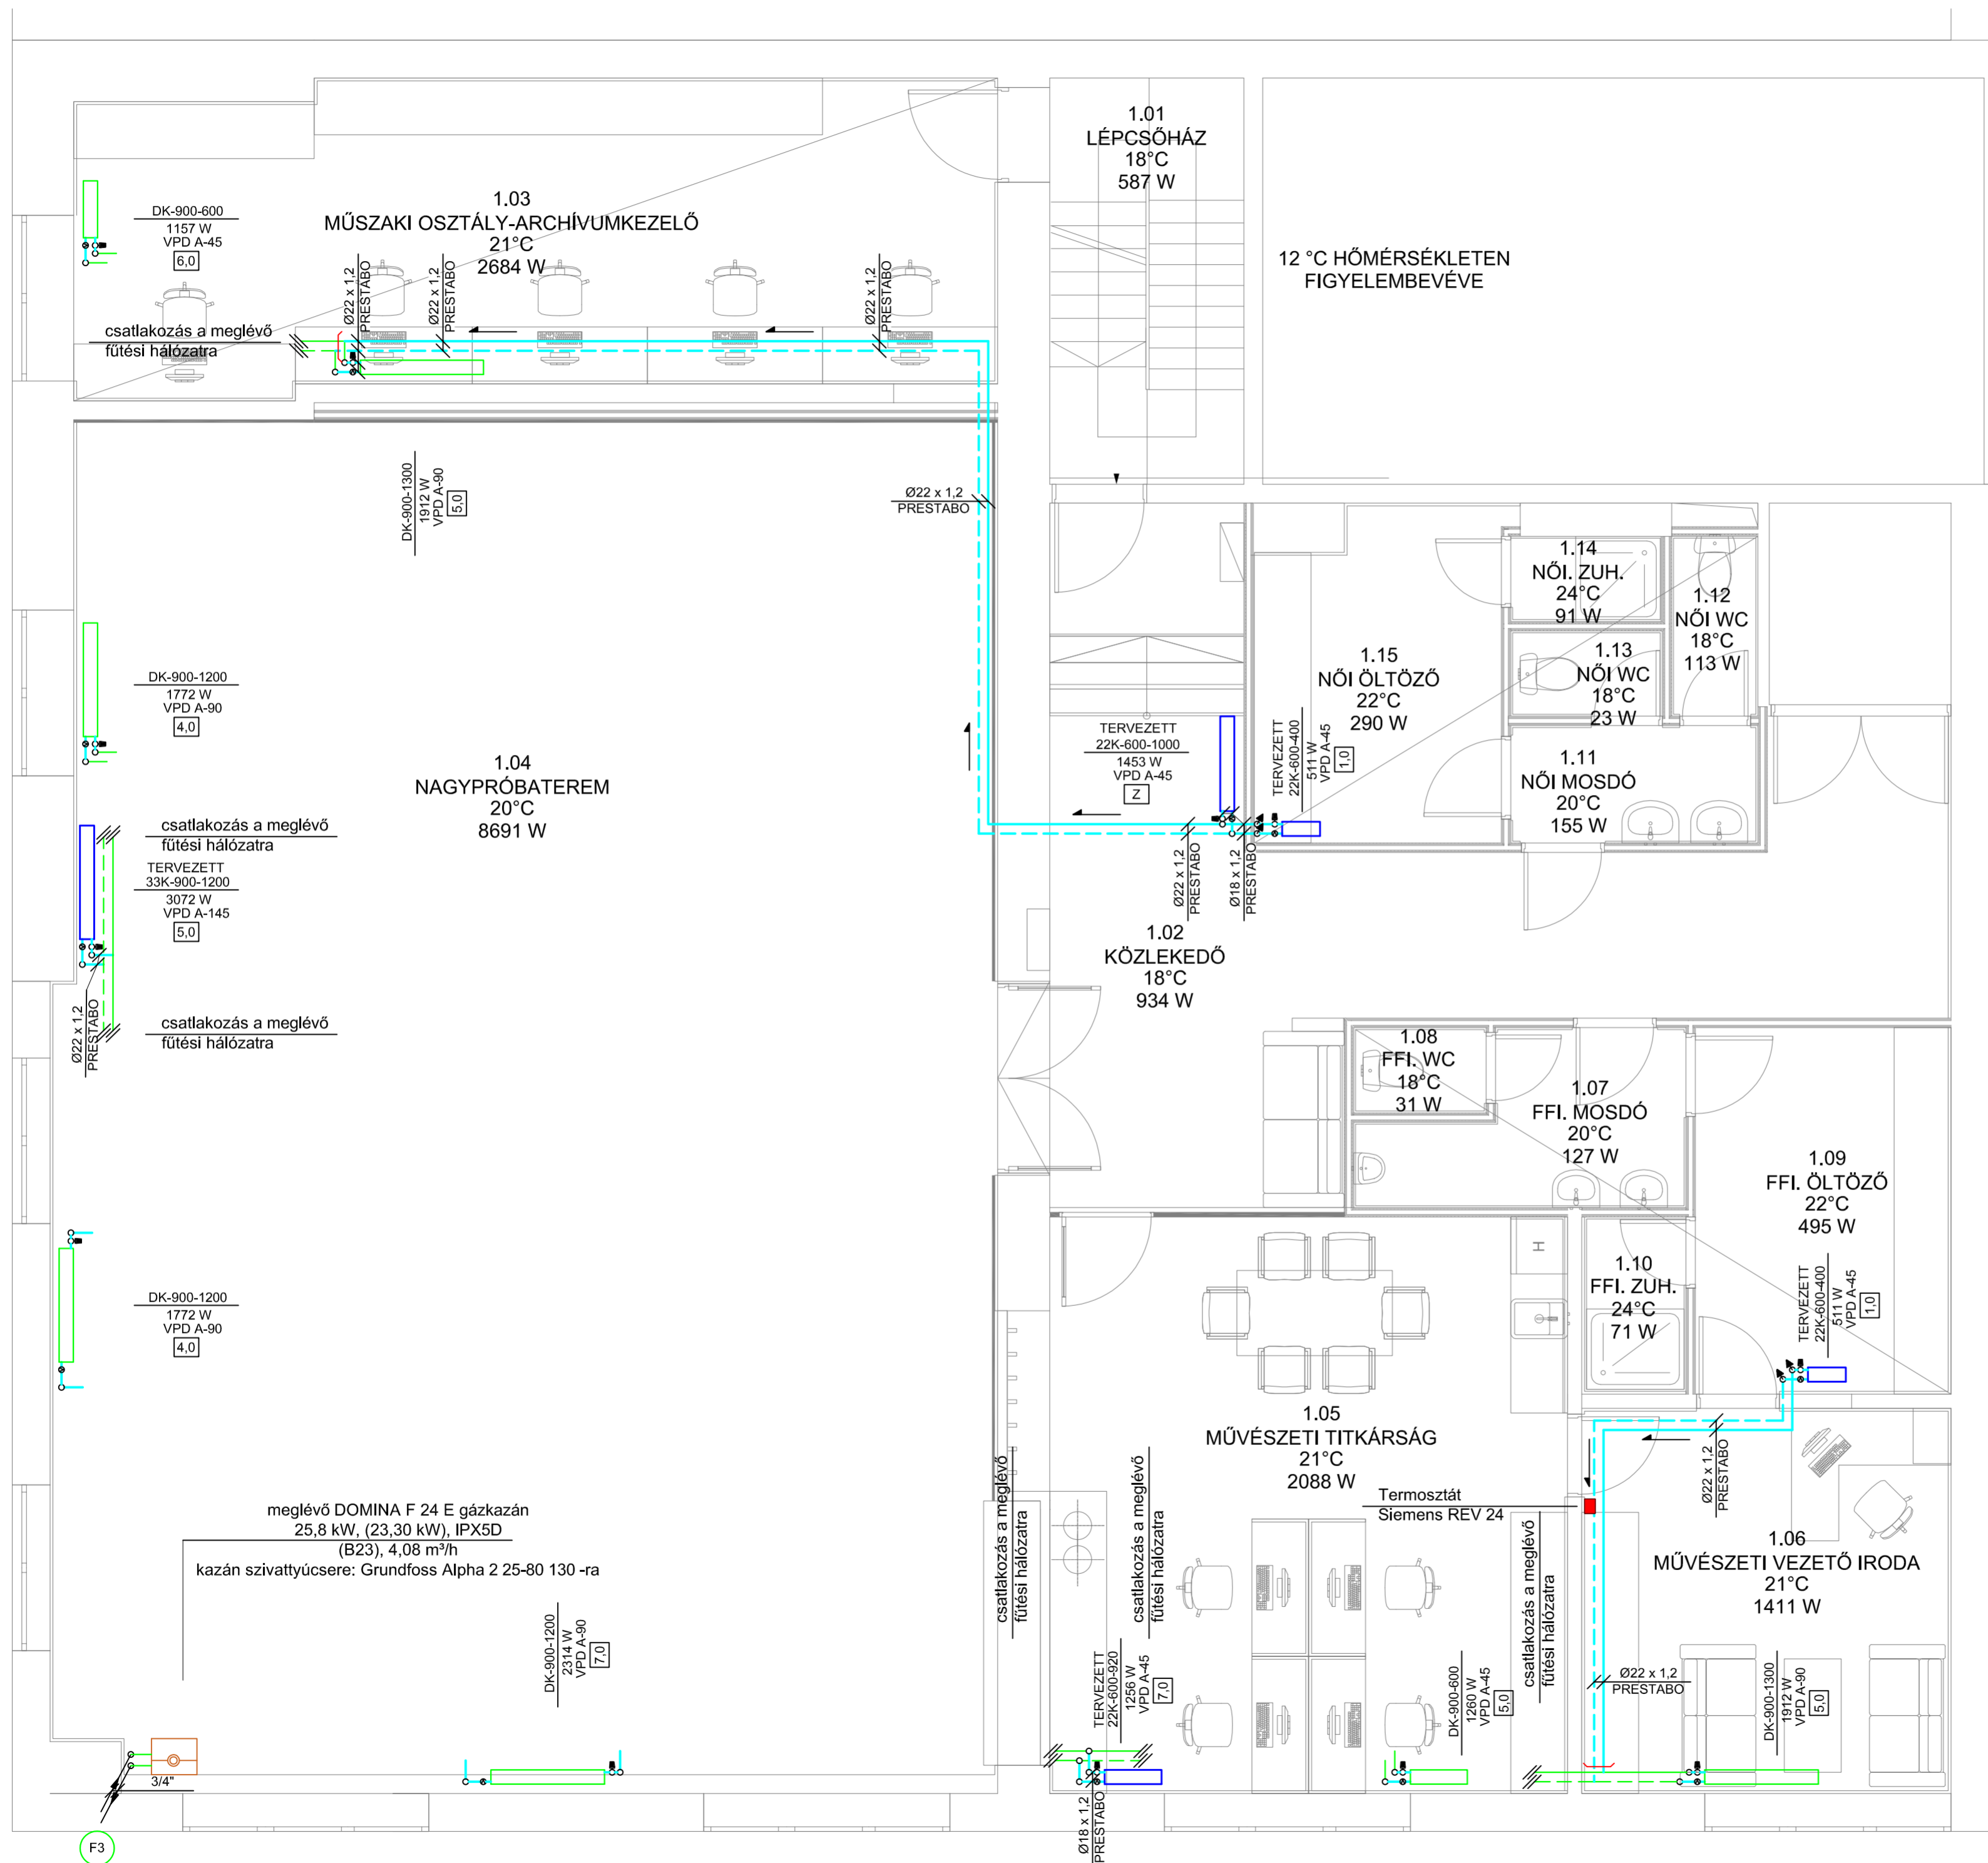 1.01
LÉPCSŐHÁZ
18°C
587 W
12 °C HŐMÉRSÉKLETEN
FIGYELEMBEVÉVE
DK-900-600
1157 W
VPD A-45
6,0
1.03
MŰSZAKI OSZTÁLY-ARCHÍVUMKEZELŐ
21°C
2684 W
Ø22 x 1,2
PRESTABO
Ø22 x 1,2
PRESTABO
Ø22 x 1,2
PRESTABO
csatlakozás a meglévő
fűtési hálózatra
DK-900-1300
1912 W
VPD A-90
5,0
Ø22 x 1,2
PRESTABO
1.14
NŐI. ZUH.
24°C
91 W
1.12
NŐI WC
18°C
113 W
1.13
NŐI WC
18°C
23 W
1.15
NŐI ÖLTÖZŐ
22°C
290 W
DK-900-1200
1772 W
VPD A-90
4,0
TERVEZETT
22K-600-1000
1453 W
VPD A-45
Z
TERVEZETT
22K-600-400
511 W
VPD A-45
1,0
1.04
NAGYPRÓBATEREM
20°C
8691 W
1.11
NŐI MOSDÓ
20°C
155 W
csatlakozás a meglévő
fűtési hálózatra
TERVEZETT
33K-900-1200
3072 W
VPD A-145
5,0
Ø22 x 1,2
PRESTABO
Ø18 x 1,2
PRESTABO
1.02
KÖZLEKEDŐ
18°C
934 W
Ø22 x 1,2
PRESTABO
csatlakozás a meglévő
fűtési hálózatra
1.08
FFI. WC
18°C
31 W
1.07
FFI. MOSDÓ
20°C
127 W
1.09
FFI. ÖLTÖZŐ
22°C
495 W
H
1.10
FFI. ZUH.
24°C
71 W
TERVEZETT
22K-600-400
511 W
VPD A-45
1,0
DK-900-1200
1772 W
VPD A-90
4,0
1.05
MŰVÉSZETI TITKÁRSÁG
21°C
2088 W
Ø22 x 1,2
PRESTABO
csatlakozás a meglévő
fűtési hálózatra
csatlakozás a meglévő
fűtési hálózatra
Termosztát
Siemens REV 24
csatlakozás a meglévő
fűtési hálózatra
meglévő DOMINA F 24 E gázkazán
25,8 kW, (23,30 kW), IPX5D
(B23), 4,08 m³/h
kazán szivattyúcsere: Grundfoss Alpha 2 25-80 130 -ra
1.06
MŰVÉSZETI VEZETŐ IRODA
21°C
1411 W
DK-900-1200
2314 W
VPD A-90
7,0
TERVEZETT
22K-600-920
1256 W
VPD A-45
7,0
DK-900-600
1260 W
VPD A-45
5,0
Ø22 x 1,2
PRESTABO
DK-900-1300
1912 W
VPD A-90
5,0
3/4"
Ø18 x 1,2
PRESTABO
F3